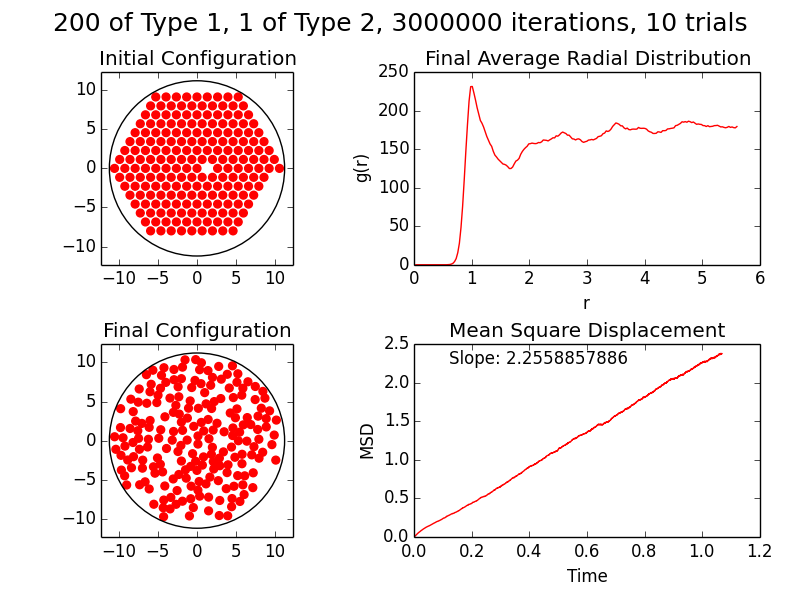 200 of Type 1, 1 of Type 2, 3000000 iterations, 10 trials
Initial Configuration
10
5
0
−5
−10
−10 −5 0 5 10
Final Average Radial Distribution
250
200
150
100
50
0
g(r)
0 1 2 3 4 5 6
r
Final Configuration
10
5
0
−5
−10
−10 −5 0 5 10
Mean Square Displacement
Slope: 2.2558857886
2.5
2.0
1.5
1.0
0.5
0.0
MSD
0.0 0.2 0.4 0.6 0.8 1.0 1.2
Time